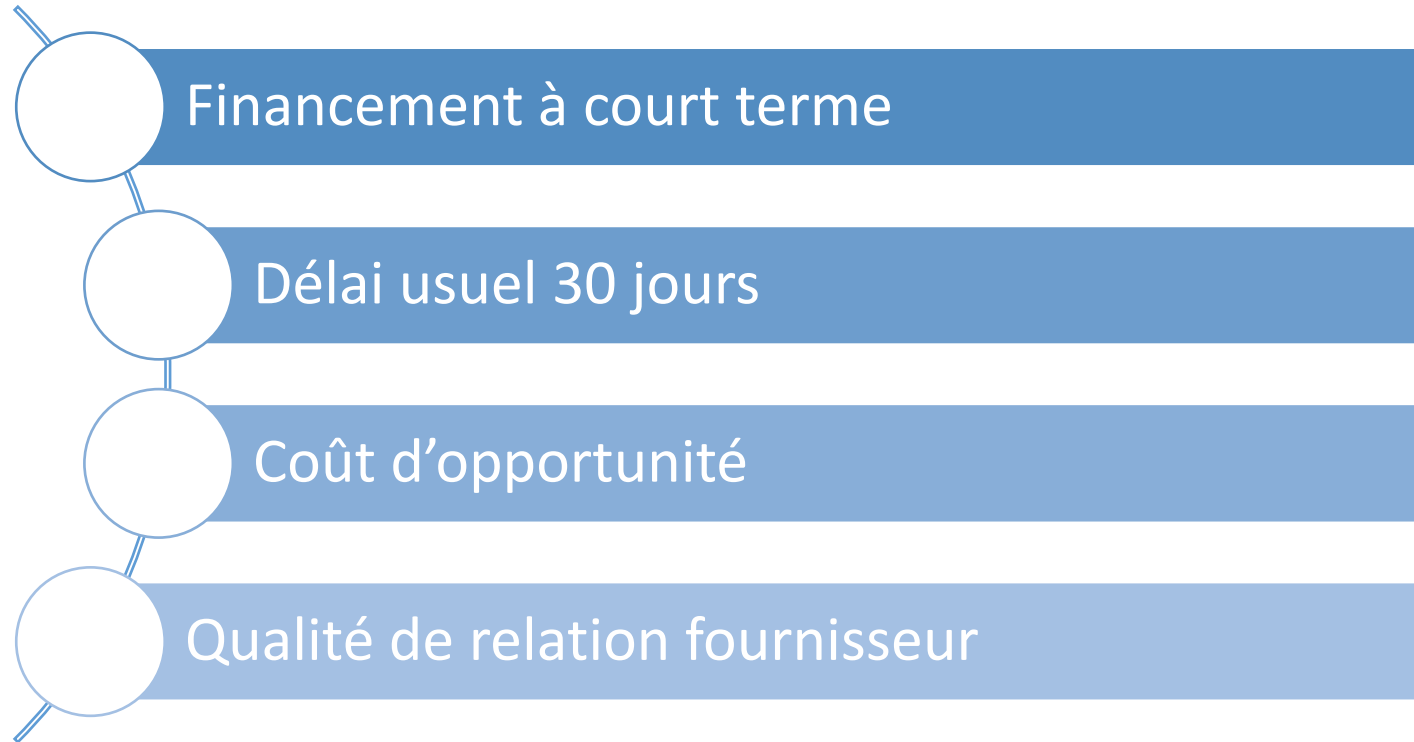 Financement à court terme
Délai usuel 30 jours
Coût d’opportunité
Qualité de relation fournisseur